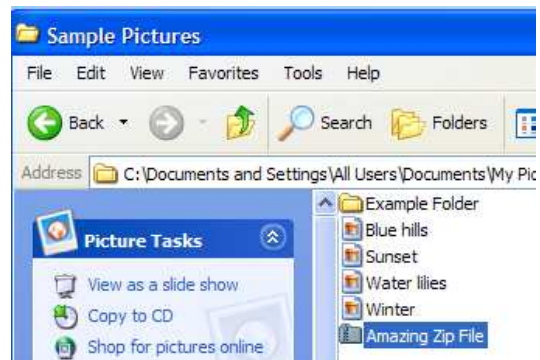 Sample Pictures
File Edit View Favorites Tools Help
Back Search Folders
Address C:\Documents and Settings\All Users\Documents\My Pic
Picture Tasks
View as a slide show
Copy to CD
Shop for pictures online
Example Folder
Blue hills
Sunset
Water lilies
Winter
Amazing Zip File